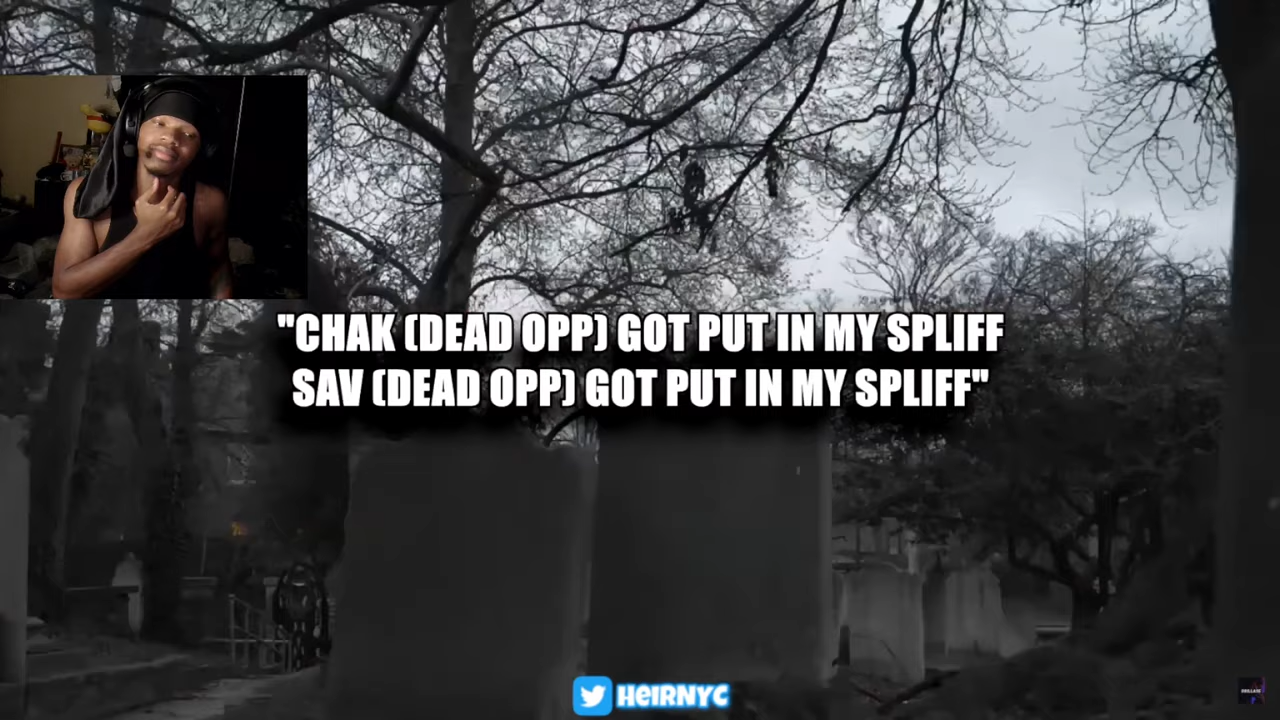 "CHAK (DEAD OPP) GOT PUT IN MY SPLIFF
SAV (DEAD OPP) GOT PUT IN MY SPLIFF"
HEIRNYC